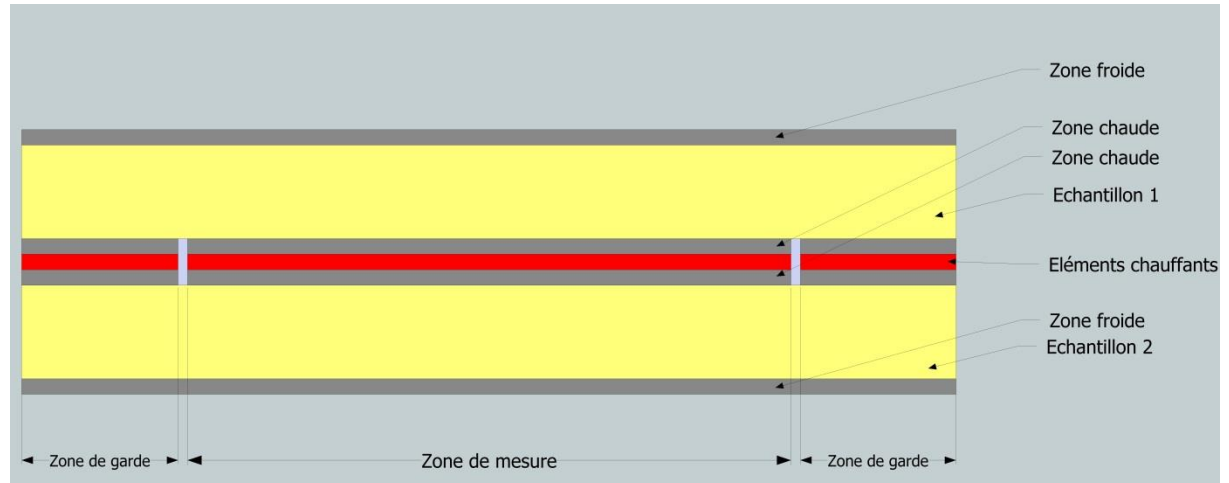 Zone froide
Zone chaude
Zone chaude
Echantillon 1
Eléments chauffants
Zone froide
Echantillon 2
Zone de garde
Zone de mesure
Zone de garde